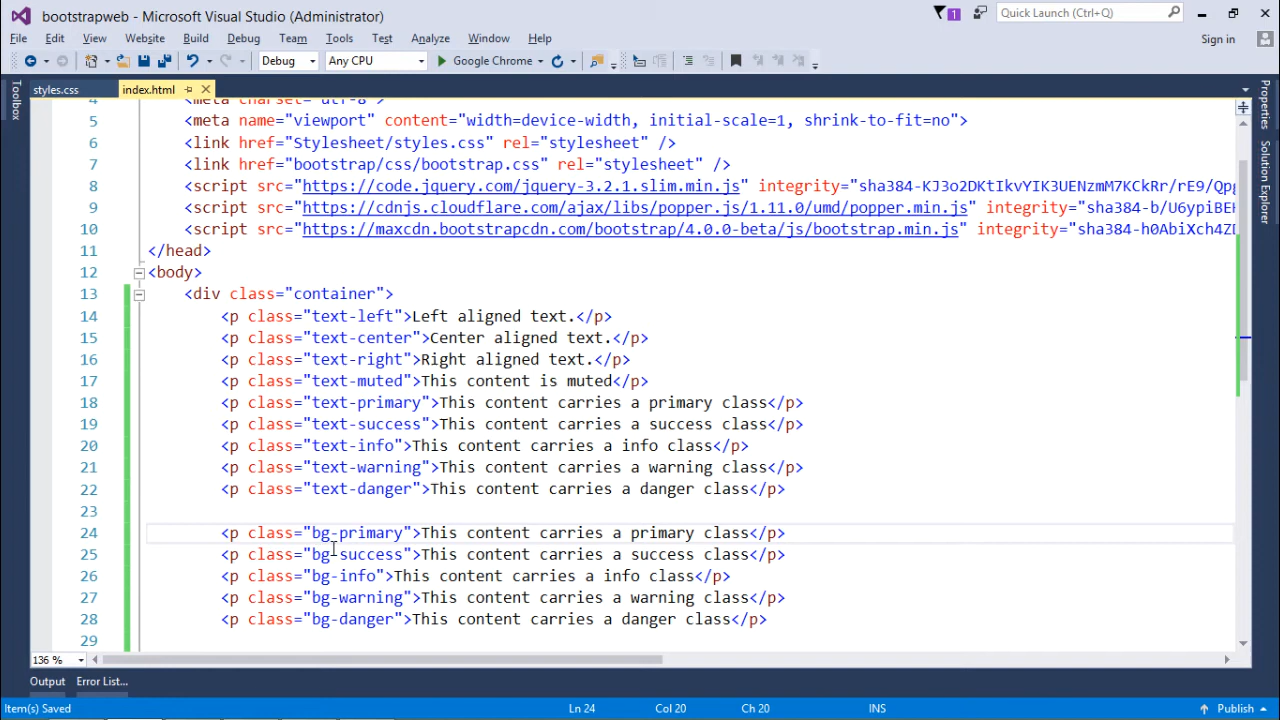 bootstrapweb - Microsoft Visual Studio (Administrator)
1
Quick Launch (Ctrl+Q)
File Edit View Website Build Debug Team Tools Test Analyze Window Help
Sign in
Debug Any CPU Google Chrome
Toolbox
styles.css index.html
Properties
Solution Explorer
4 <meta charset="utf-8">
5 <meta name="viewport" content="width=device-width, initial-scale=1, shrink-to-fit=no">
6 <link href="Stylesheet/styles.css" rel="stylesheet" />
7 <link href="bootstrap/css/bootstrap.css" rel="stylesheet" />
8 <script src="https://code.jquery.com/jquery-3.2.1.slim.min.js" integrity="sha384-KJ3o2DKtIkvYIK3UENzmM7KCkRr/rE9/Qpg
9 <script src="https://cdnjs.cloudflare.com/ajax/libs/popper.js/1.11.0/umd/popper.min.js" integrity="sha384-b/U6ypiBE
10 <script src="https://maxcdn.bootstrapcdn.com/bootstrap/4.0.0-beta/js/bootstrap.min.js" integrity="sha384-h0AbiXch4Z
11 </head>
12 <body>
13 <div class="container">
14 <p class="text-left">Left aligned text.</p>
15 <p class="text-center">Center aligned text.</p>
16 <p class="text-right">Right aligned text.</p>
17 <p class="text-muted">This content is muted</p>
18 <p class="text-primary">This content carries a primary class</p>
19 <p class="text-success">This content carries a success class</p>
20 <p class="text-info">This content carries a info class</p>
21 <p class="text-warning">This content carries a warning class</p>
22 <p class="text-danger">This content carries a danger class</p>
23
24 <p class="bg-primary">This content carries a primary class</p>
25 <p class="bg-success">This content carries a success class</p>
26 <p class="bg-info">This content carries a info class</p>
27 <p class="bg-warning">This content carries a warning class</p>
28 <p class="bg-danger">This content carries a danger class</p>
29
136 %
Output Error List...
Item(s) Saved Ln 24 Col 20 Ch 20 INS Publish